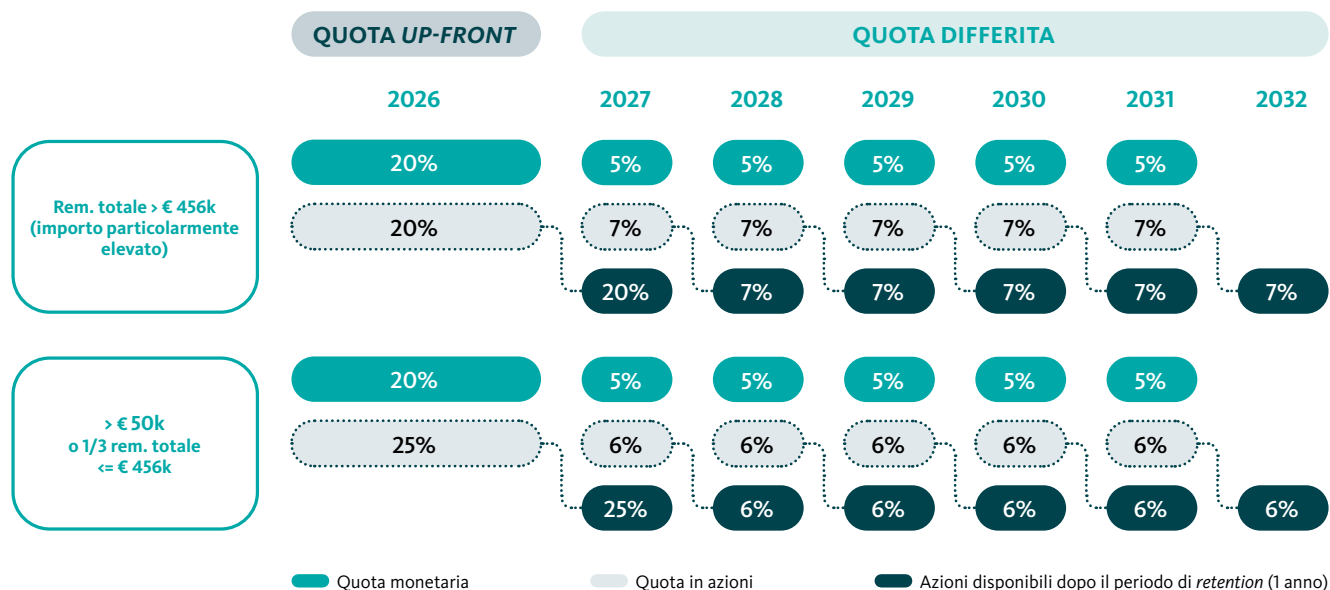 QUOTA UP-FRONT QUOTA DIFFERITA
2026 2027 2028 2029 2030 2031 2032
Rem. totale > € 456k
(importo particolarmente
elevato)
20% 5% 5% 5% 5% 5%
20% 7% 7% 7% 7% 7%
20% 7% 7% 7% 7% 7%
> € 50k
o 1/3 rem. totale
<= € 456k
20% 5% 5% 5% 5% 5%
25% 6% 6% 6% 6% 6%
25% 6% 6% 6% 6% 6%
Quota monetaria Quota in azioni Azioni disponibili dopo il periodo di retention (1 anno)